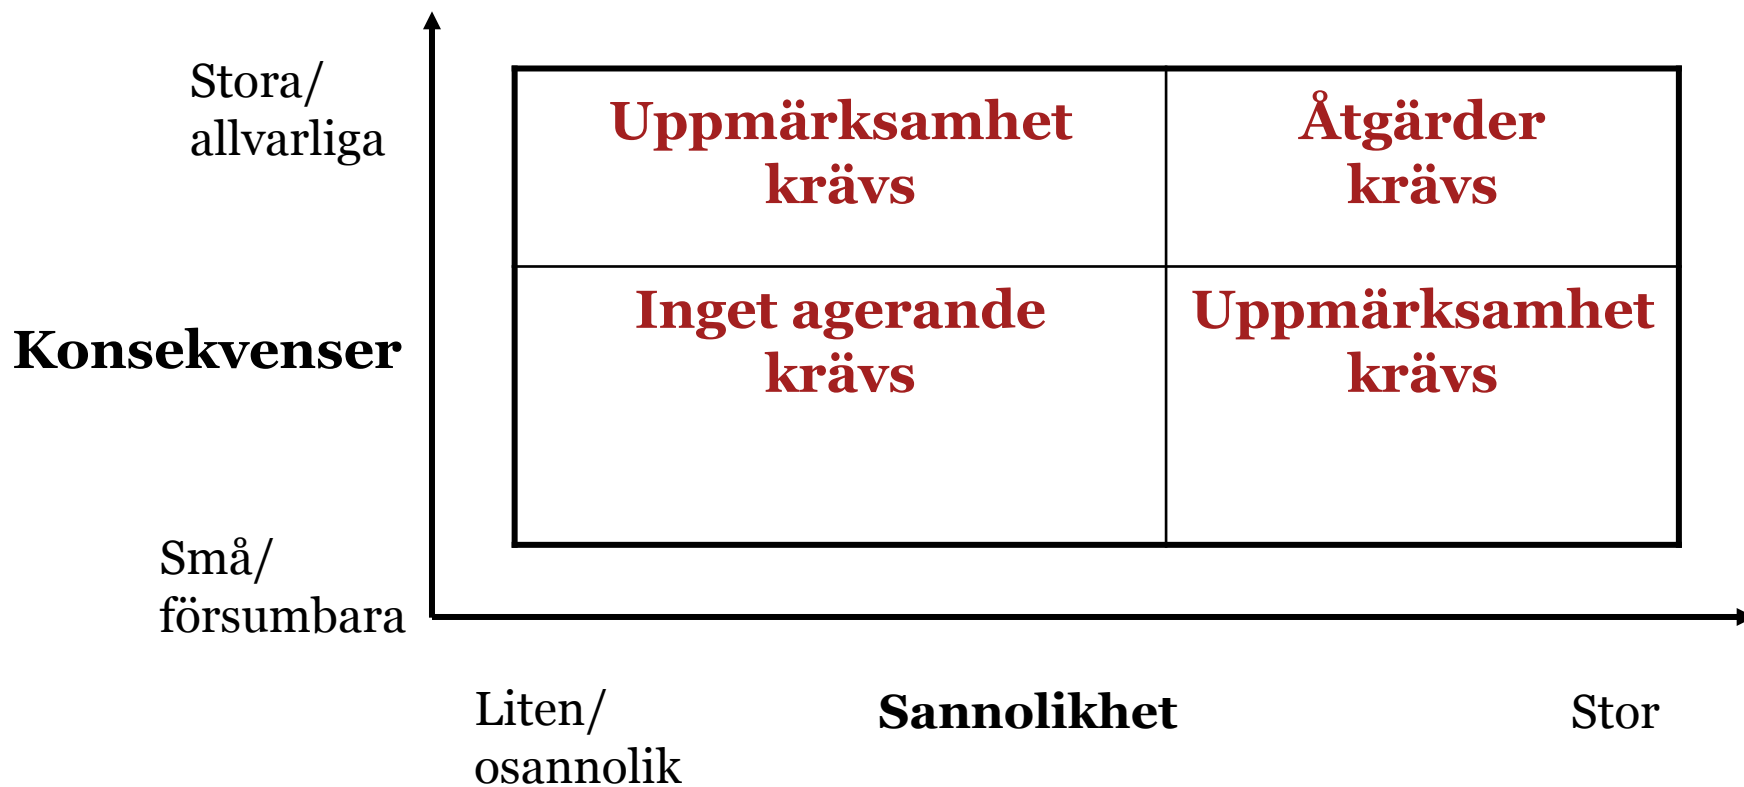 Stora/
allvarliga
Uppmärksamhet
krävs
Åtgärder
krävs
Konsekvenser
Inget agerande
krävs
Uppmärksamhet
krävs
Små/
försumbara
Liten/
osannolik
Sannolikhet
Stor